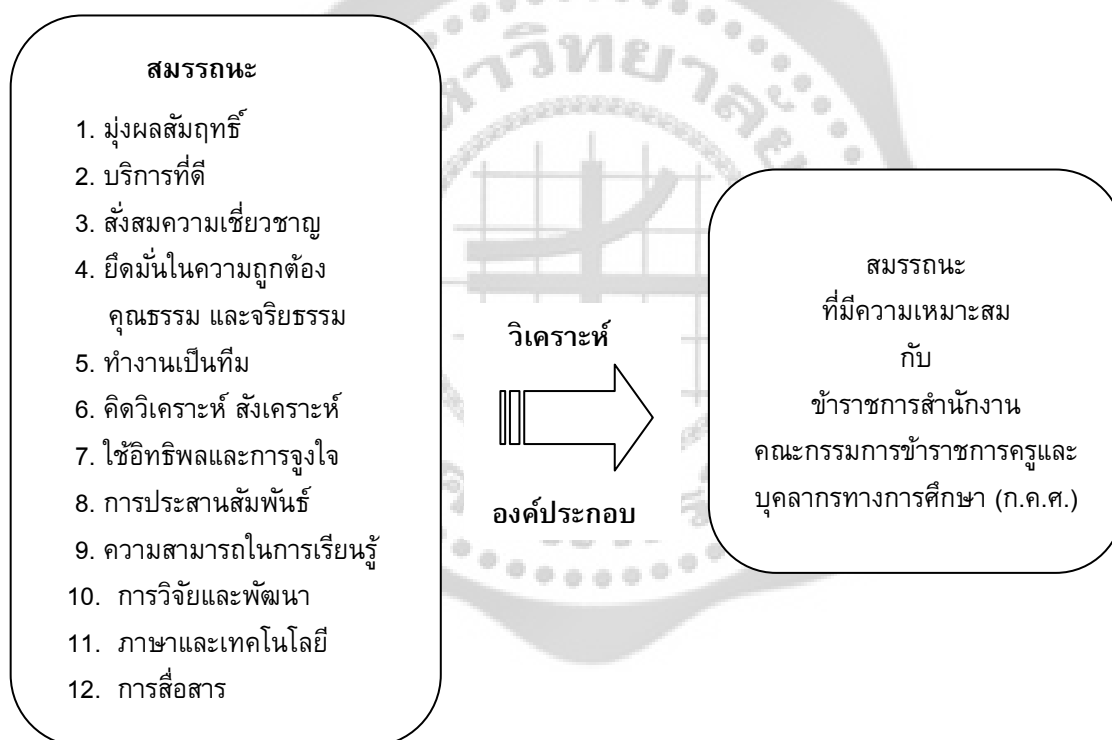 สมรรถนะ
1. มุ่งผลสัมฤทธิ์
2. บริการที่ดี
3. สั่งสมความเชี่ยวชาญ
4. ยึดมั่นในความถูกต้อง
คุณธรรม และจริยธรรม
5. ทำงานเป็นทีม
6. คิดวิเคราะห์ สังเคราะห์
7. ใช้อิทธิพลและการจูงใจ
8. การประสานสัมพันธ์
9. ความสามารถในการเรียนรู้
10. การวิจัยและพัฒนา
11. ภาษาและเทคโนโลยี
12. การสื่อสาร
วิเคราะห์
องค์ประกอบ
สมรรถนะ
ที่มีความเหมาะสม
กับ
ข้าราชการสำนักงาน
คณะกรรมการข้าราชการครูและ
บุคลากรทางการศึกษา (ก.ค.ศ.)